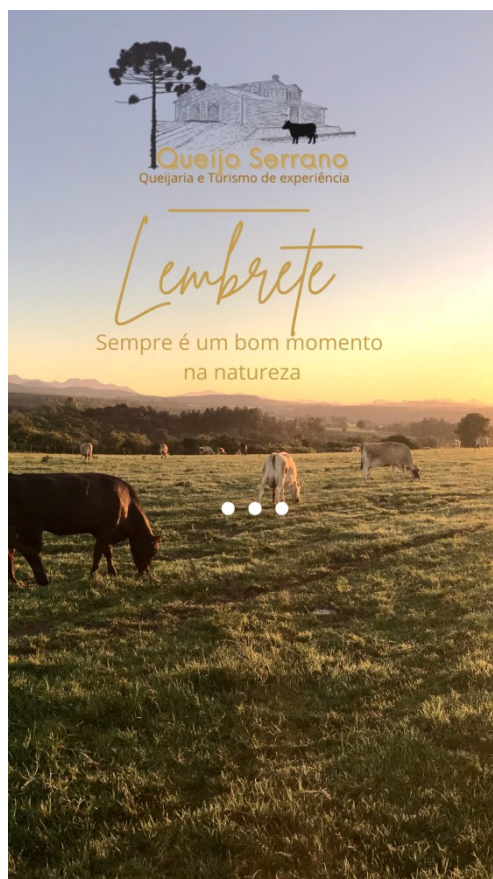 Queijo Serrano
Queijaria e Turismo de experiência
Lembrete
Sempre é um bom momento
na natureza